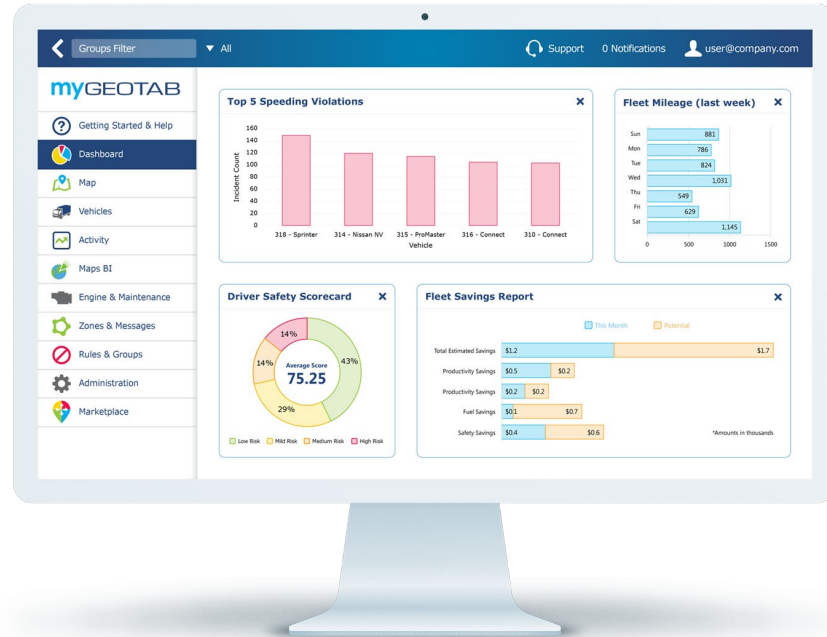 Groups Filter
All
Support
0 Notifications
user@company.com
myGEOTAB
Getting Started & Help
Dashboard
Map
Vehicles
Activity
Maps BI
Engine & Maintenance
Zones & Messages
Rules & Groups
Administration
Marketplace
Top 5 Speeding Violations
Incident Count
160
140
120
100
80
60
40
20
0
318 - Sprinter
314 - Nissan NV
315 - ProMaster
316 - Connect
310 - Connect
Vehicle
Fleet Mileage (last week)
Sun 881
Mon 786
Tue 824
Wed 1,031
Thu 549
Fri 629
Sat 1,145
0 500 1000 1500
Driver Safety Scorecard
14%
14%
43%
29%
Average Score
75.25
Low Risk Mild Risk Medium Risk High Risk
Fleet Savings Report
This Month Potential
Total Estimated Savings $1.2 $1.7
Productivity Savings $0.5 $0.2
Productivity Savings $0.2 $0.2
Fuel Savings $0.1 $0.7
Safety Savings $0.4 $0.6
*Amounts in thousands